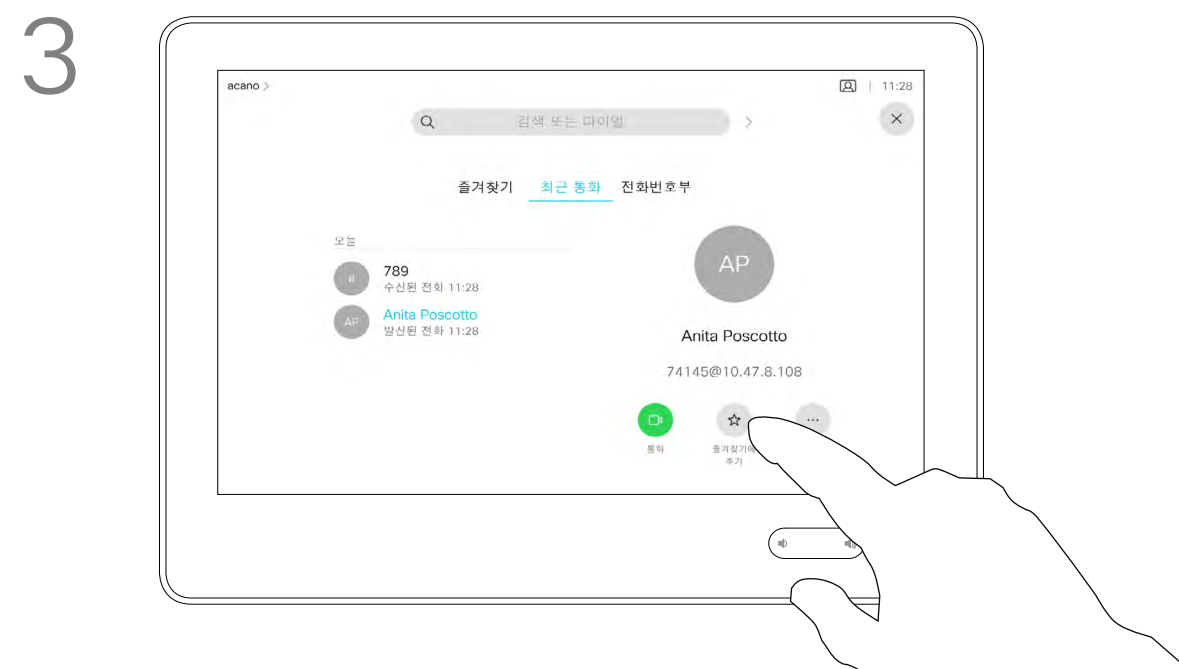 3
acano >
11:28
검색 또는 다이얼
즐겨찾기 최근 통화 전화번호부
오늘
#
789
수신된 전화 11:28
AP
Anita Poscotto
발신된 전화 11:28
AP
Anita Poscotto
74145@10.47.8.108
통화
즐겨찾기에
추가